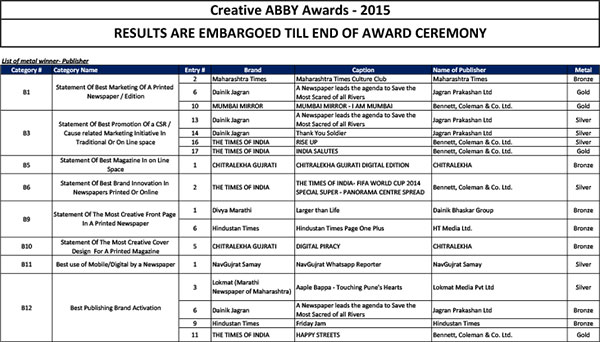 Creative ABBY Awards - 2015
RESULTS ARE EMBARGOED TILL END OF AWARD CEREMONY
List of metal winner- Publisher
Category # Category Name Entry # Brand Caption Name of Publisher Metal
B1 Statement Of Best Marketing Of A Printed Newspaper / Edition
2 Maharashtra Times Maharashtra Times Culture Club Maharashtra Times Bronze
6 Dainik Jagran A Newspaper leads the agenda to Save the Most Sacred of all Rivers Jagran Prakashan Ltd Gold
10 MUMBAI MIRROR MUMBAI MIRROR - I AM MUMBAI Bennett, Coleman & Co. Ltd. Gold
B3 Statement Of Best Promotion of a CSR / Cause related Marketing Initiative In Traditional Or On Line space
13 Dainik Jagran A Newspaper leads the agenda to Save the Most Sacred of all Rivers Jagran Prakashan Ltd Silver
14 Dainik Jagran Thank You Soldier Jagran Prakashan Ltd Silver
16 THE TIMES OF INDIA RISE UP Bennett, Coleman & Co. Ltd. Silver
17 THE TIMES OF INDIA INDIA SALUTES Bennett, Coleman & Co. Ltd. Gold
B5 Statement Of Best Magazine In on Line Space 1 CHITRALEKHA GUJRATI CHITRALEKHA GUJRATI DIGITAL EDITION CHITRALEKHA Bronze
B6 Statement Of Best Brand Innovation In Newspapers Printed Or Online 2 THE TIMES OF INDIA THE TIMES OF INDIA- FIFA WORLD CUP 2014 SPECIAL SUPER - PANORAMA CENTRE SPREAD Bennett, Coleman & Co. Ltd. Silver
B9 Statement Of The Most Creative Front Page In A Printed Newspaper
1 Divya Marathi Larger than Life Dainik Bhaskar Group Bronze
6 Hindustan Times Hindustan Times Page One Plus HT Media Ltd. Bronze
B10 Statement Of The Most Creative Cover Design For A Printed Magazine 5 CHITRALEKHA GUJRATI DIGITAL PIRACY CHITRALEKHA Bronze
B11 Best use of Mobile/Digital by a Newspaper 1 NavGujrat Samay NavGujrat Whatsapp Reporter NavGujrat Samay Silver
B12 Best Publishing Brand Activation
3 Lokmat (Marathi Newspaper of Maharashtra) Aaple Bappa - Touching Pune's Hearts Lokmat Media Pvt Ltd Silver
6 Dainik Jagran A Newspaper leads the agenda to Save the Most Sacred of all Rivers Jagran Prakashan Ltd Bronze
9 Hindustan Times Friday Jam Hindustan Times Bronze
11 THE TIMES OF INDIA HAPPY STREETS Bennett, Coleman & Co. Ltd. Gold